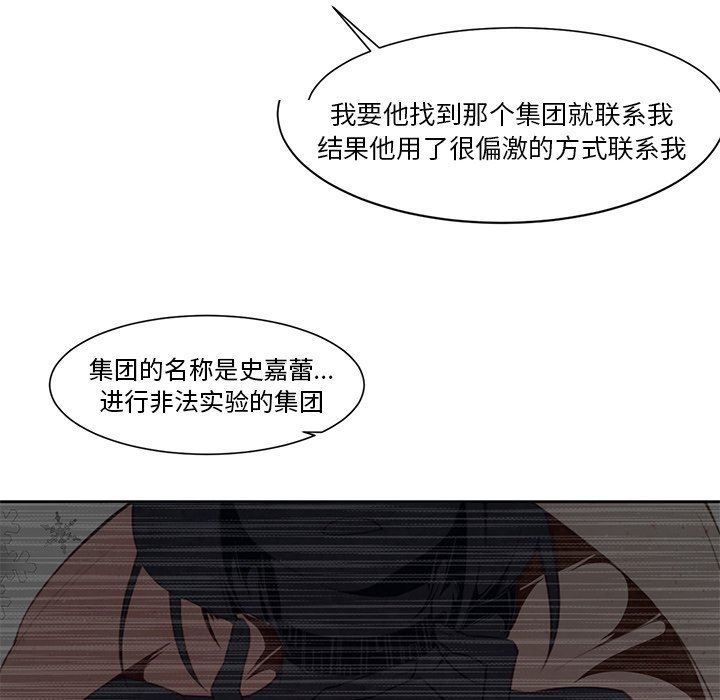 我要他找到那个集团就联系我
结果他用了很偏激的方式联系我
集团的名称是史嘉蕾...
进行非法实验的集团